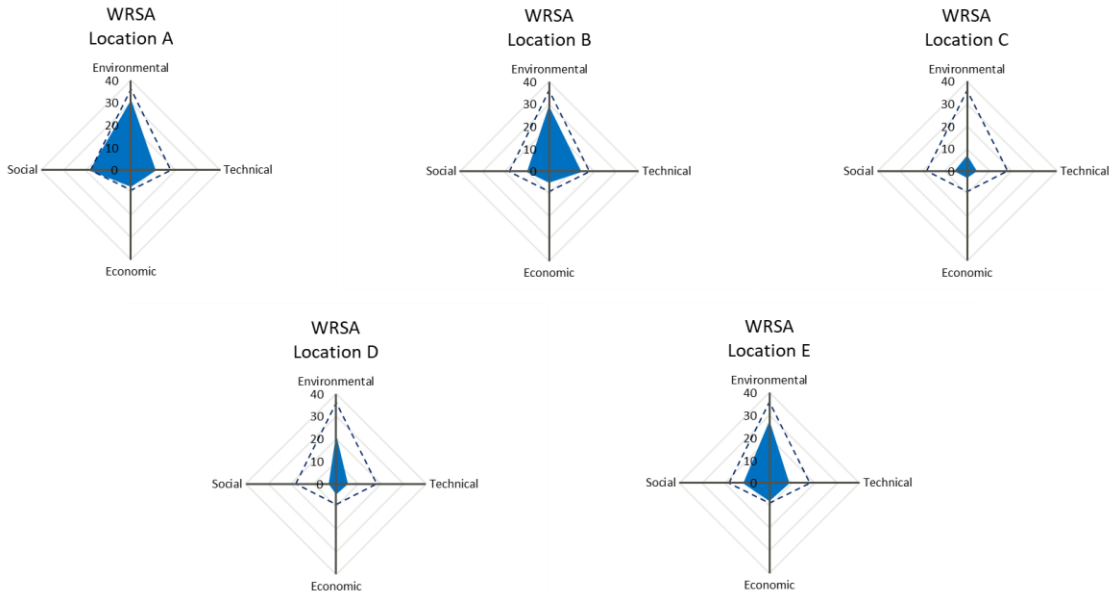 WRSA
Location A
Environmental
40
30
20
10
0
Social
Technical
Economic
WRSA
Location B
Environmental
40
30
20
10
0
Social
Technical
Economic
WRSA
Location C
Environmental
40
30
20
10
0
Social
Technical
Economic
WRSA
Location D
Environmental
40
30
20
10
0
Social
Technical
Economic
WRSA
Location E
Environmental
40
30
20
10
0
Social
Technical
Economic